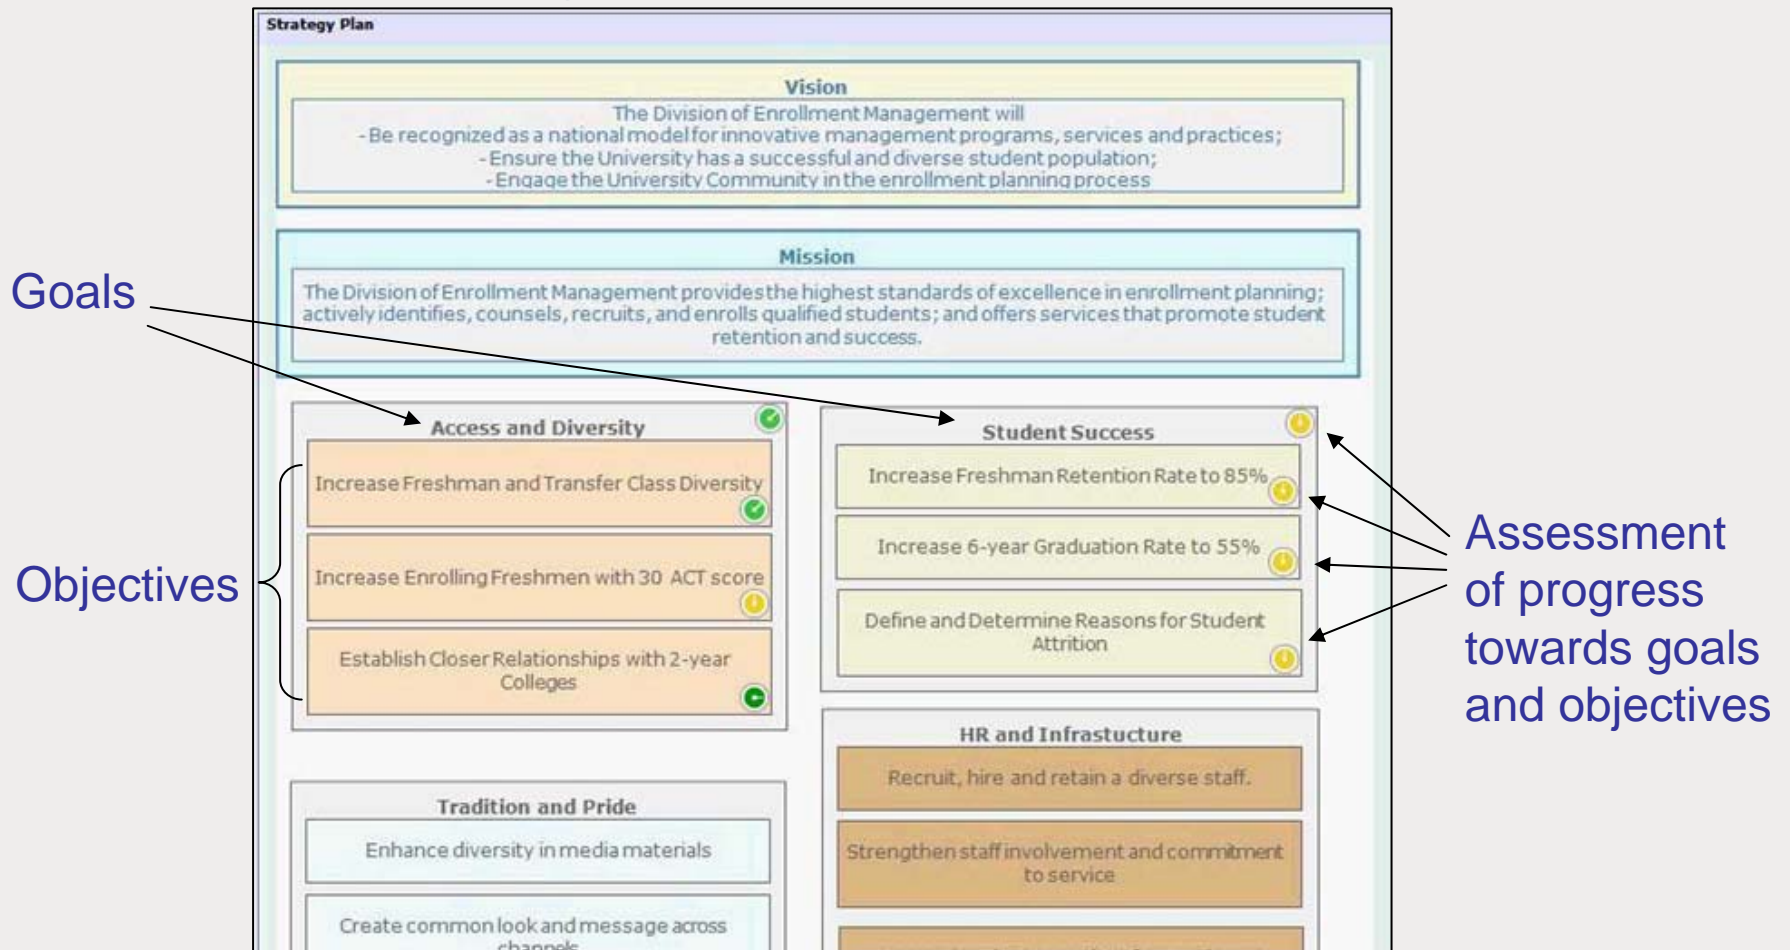 Strategy Plan
Vision
The Division of Enrollment Management will
- Be recognized as a national model for innovative management programs, services and practices;
- Ensure the University has a successful and diverse student population;
- Engage the University Community in the enrollment planning process
Mission
The Division of Enrollment Management provides the highest standards of excellence in enrollment planning;
actively identifies, counsels, recruits, and enrolls qualified students; and offers services that promote student
retention and success.
Goals
Access and Diversity
Increase Freshman and Transfer Class Diversity
Increase Enrolling Freshmen with 30 ACT score
Establish Closer Relationships with 2-year
Colleges
Objectives
Student Success
Increase Freshman Retention Rate to 85%
Increase 6-year Graduation Rate to 55%
Define and Determine Reasons for Student
Attrition
Assessment
of progress
towards goals
and objectives
Tradition and Pride
Enhance diversity in media materials
Create common look and message across
channels
HR and Infrastucture
Recruit, hire and retain a diverse staff.
Strengthen staff involvement and commitment
to service